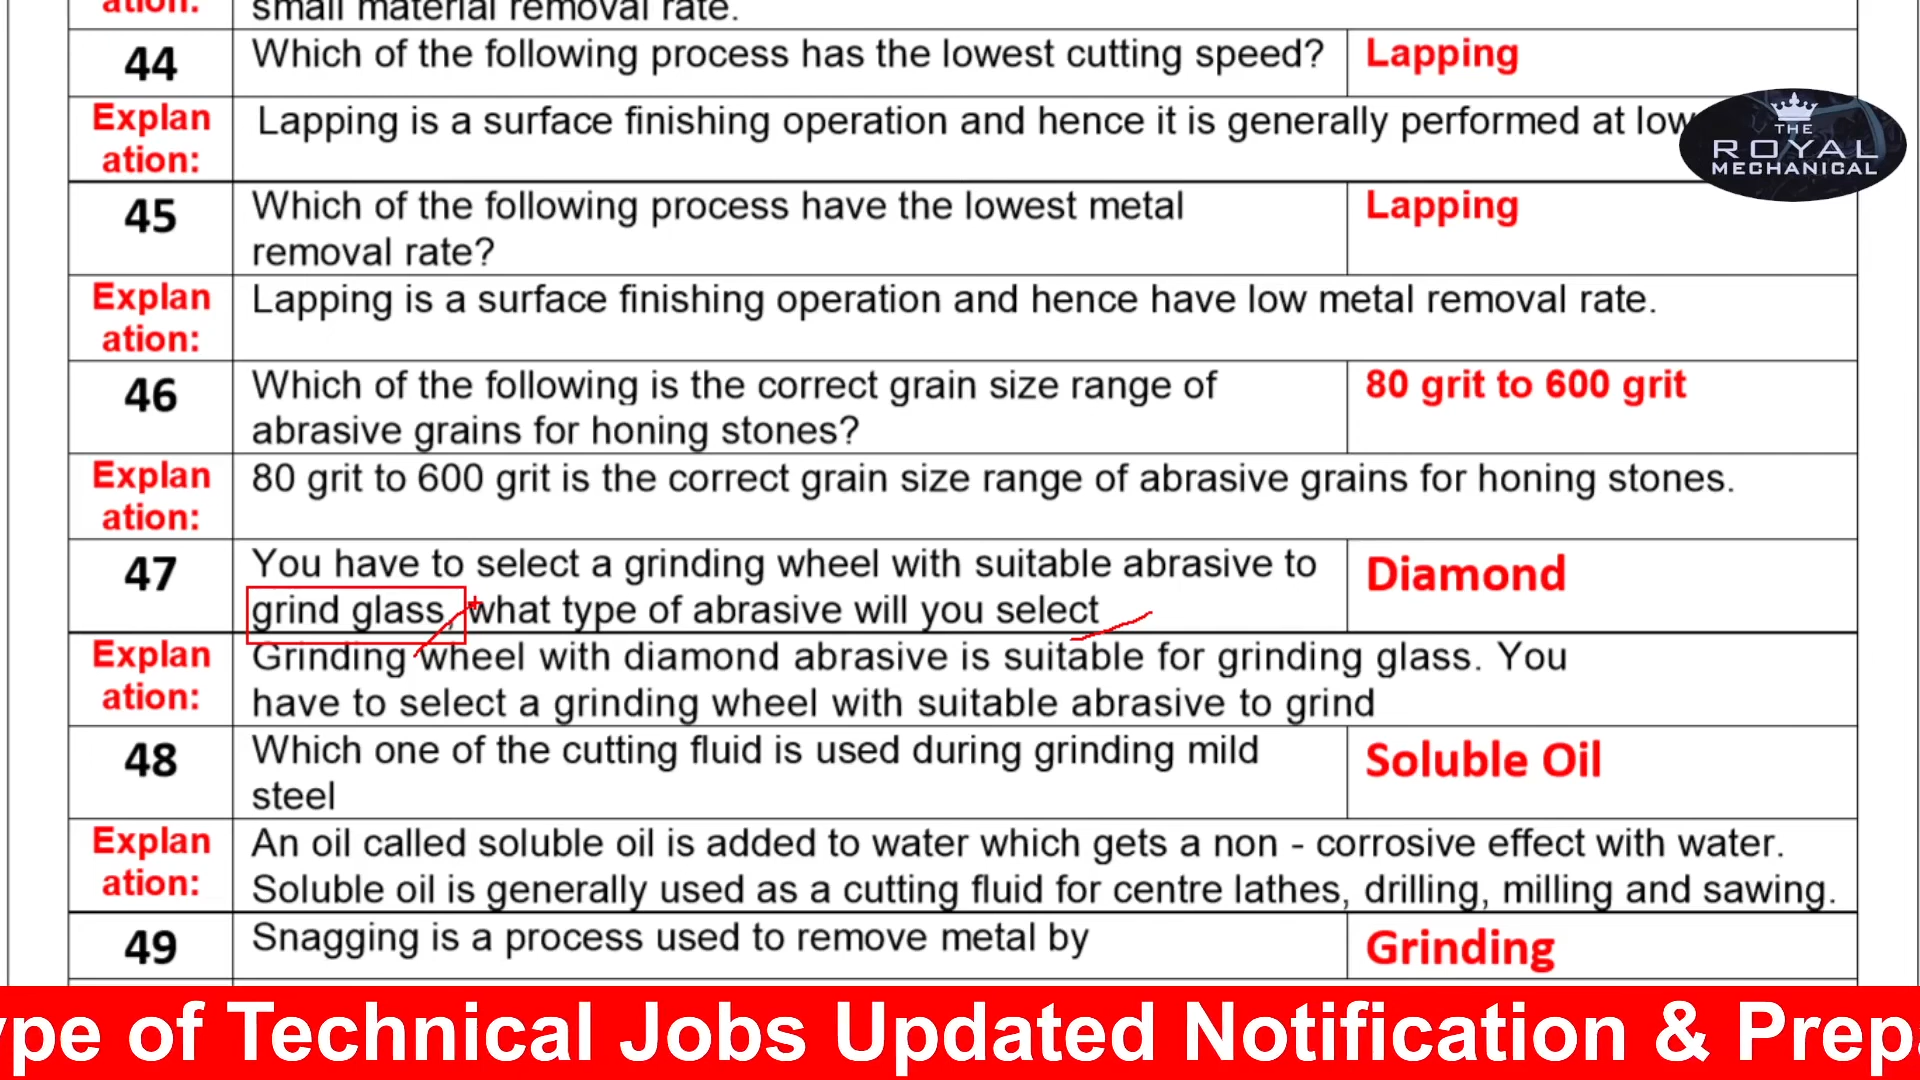 ation:
small material removal rate.
44
Which of the following process has the lowest cutting speed?
Lapping
Explan
ation:
Lapping is a surface finishing operation and hence it is generally performed at low
THE
ROYAL
MECHANICAL
45
Which of the following process have the lowest metal
removal rate?
Lapping
Explan
ation:
Lapping is a surface finishing operation and hence have low metal removal rate.
46
Which of the following is the correct grain size range of
abrasive grains for honing stones?
80 grit to 600 grit
Explan
ation:
80 grit to 600 grit is the correct grain size range of abrasive grains for honing stones.
47
You have to select a grinding wheel with suitable abrasive to
grind glass, what type of abrasive will you select
Diamond
Explan
ation:
Grinding wheel with diamond abrasive is suitable for grinding glass. You
have to select a grinding wheel with suitable abrasive to grind
48
Which one of the cutting fluid is used during grinding mild
steel
Soluble Oil
Explan
ation:
An oil called soluble oil is added to water which gets a non - corrosive effect with water.
Soluble oil is generally used as a cutting fluid for centre lathes, drilling, milling and sawing.
49
Snagging is a process used to remove metal by
Grinding
ype of Technical Jobs Updated Notification & Prep